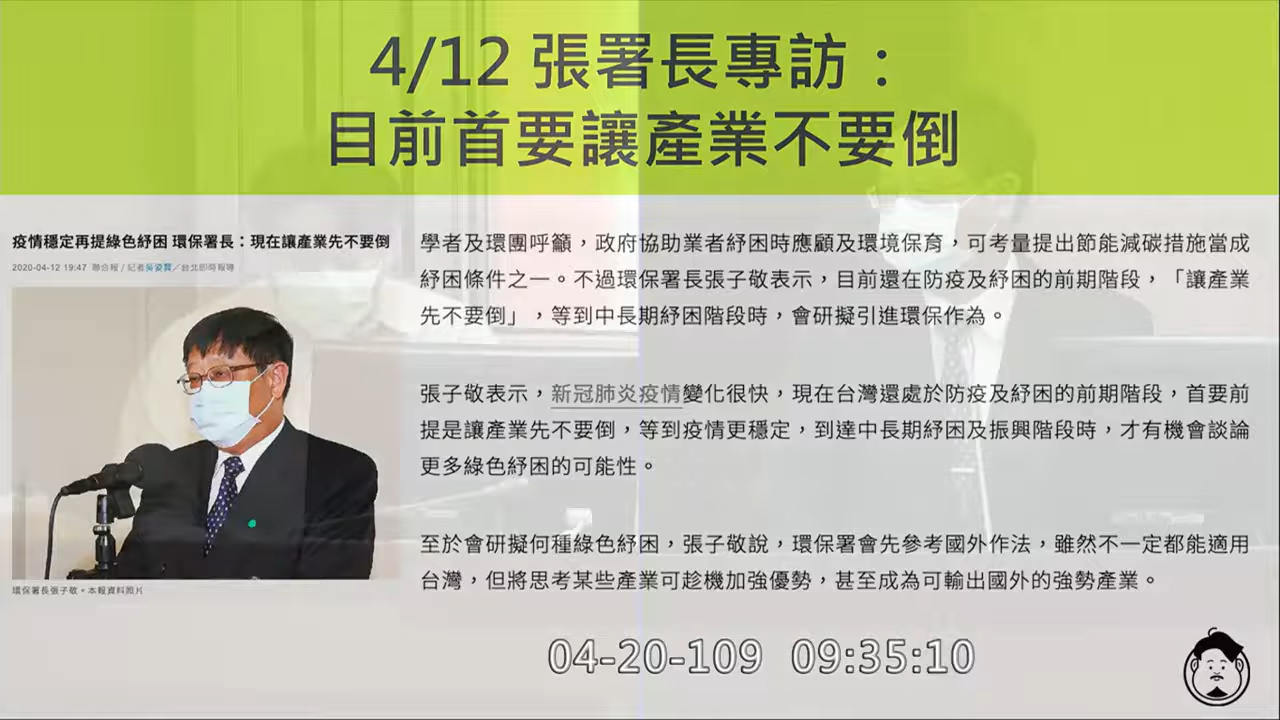 4/12 張署長專訪：
目前首要讓產業不要倒
疫情穩定再提綠色紓困 環保署長：現在讓產業先不要倒
2020-04-12 19:47 聯合報 / 記者吳姿賢／台北即時報導
環保署長張子敬。本報資料照片
學者及環團呼籲，政府協助業者紓困時應顧及環境保育，可考量提出節能減碳措施當成
紓困條件之一。不過環保署長張子敬表示，目前還在防疫及紓困的前期階段，「讓產業
先不要倒」，等到中長期紓困階段時，會研擬引進環保作為。
張子敬表示，新冠肺炎疫情變化很快，現在台灣還處於防疫及紓困的前期階段，首要前
提是讓產業先不要倒，等到疫情更穩定，到達中長期紓困及振興階段時，才有機會談論
更多綠色紓困的可能性。
至於會研擬何種綠色紓困，張子敬說，環保署會先參考國外作法，雖然不一定都能適用
台灣，但將思考某些產業可趁機加強優勢，甚至成為可輸出國外的強勢產業。
04-20-109 09:35:10